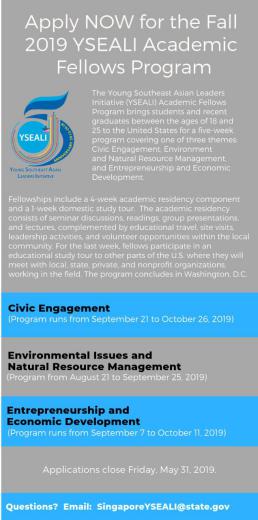 Apply NOW for the Fall
2019 YSEALI Academic
Fellows Program
The Young Southeast Asian Leaders
Initiative (YSEALI) Academic Fellows
Program brings students and recent
graduates between the ages of 18 and
25 to the United States for a five-week
program covering one of three themes:
Civic Engagement, Environment
and Natural Resource Management,
and Entrepreneurship and Economic
Development.
YSEALI
YOUNG SOUTHEAST ASIAN
LEADERS INITIATIVE
Fellowships include a 4-week academic residency component
and a 1-week domestic study tour. The academic residency
consists of seminar discussions, readings, group presentations,
and lectures, complemented by educational travel, site visits,
leadership activities, and volunteer opportunities within the local
community. For the last week, fellows participate in an
educational study tour to other parts of the U.S. where they will
meet with local, state, private, and nonprofit organizations,
working in the field. The program concludes in Washington, D.C.
Civic Engagement
(Program runs from September 21 to October 26, 2019)
Environmental Issues and
Natural Resource Management
(Program from August 21 to September 25, 2019)
Entrepreneurship and
Economic Development
(Program runs from September 7 to October 11, 2019)
Applications close Friday, May 31, 2019.
Questions? Email: SingaporeYSEALI@state.gov